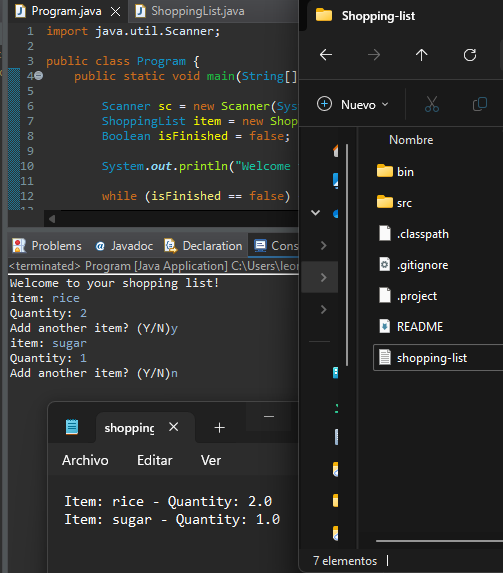 Program.java
ShoppingList.java
1 import java.util.Scanner;
2
3 public class Program {
4 public static void main(String[]
5
6 Scanner sc = new Scanner(Sys
7 ShoppingList item = new Shop
8 Boolean isFinished = false;
9
10 System.out.println("Welcome
11
12 while (isFinished == false)
Problems @ Javadoc Declaration Cons
<terminated> Program [Java Application] C:\Users\leor
Welcome to your shopping list!
item: rice
Quantity: 2
Add another item? (Y/N)y
item: sugar
Quantity: 1
Add another item? (Y/N)n
shopping
Archivo Editar Ver
Item: rice - Quantity: 2.0
Item: sugar - Quantity: 1.0
Shopping-list
Nuevo
Nombre
bin
src
.classpath
.gitignore
.project
README
shopping-list
7 elementos